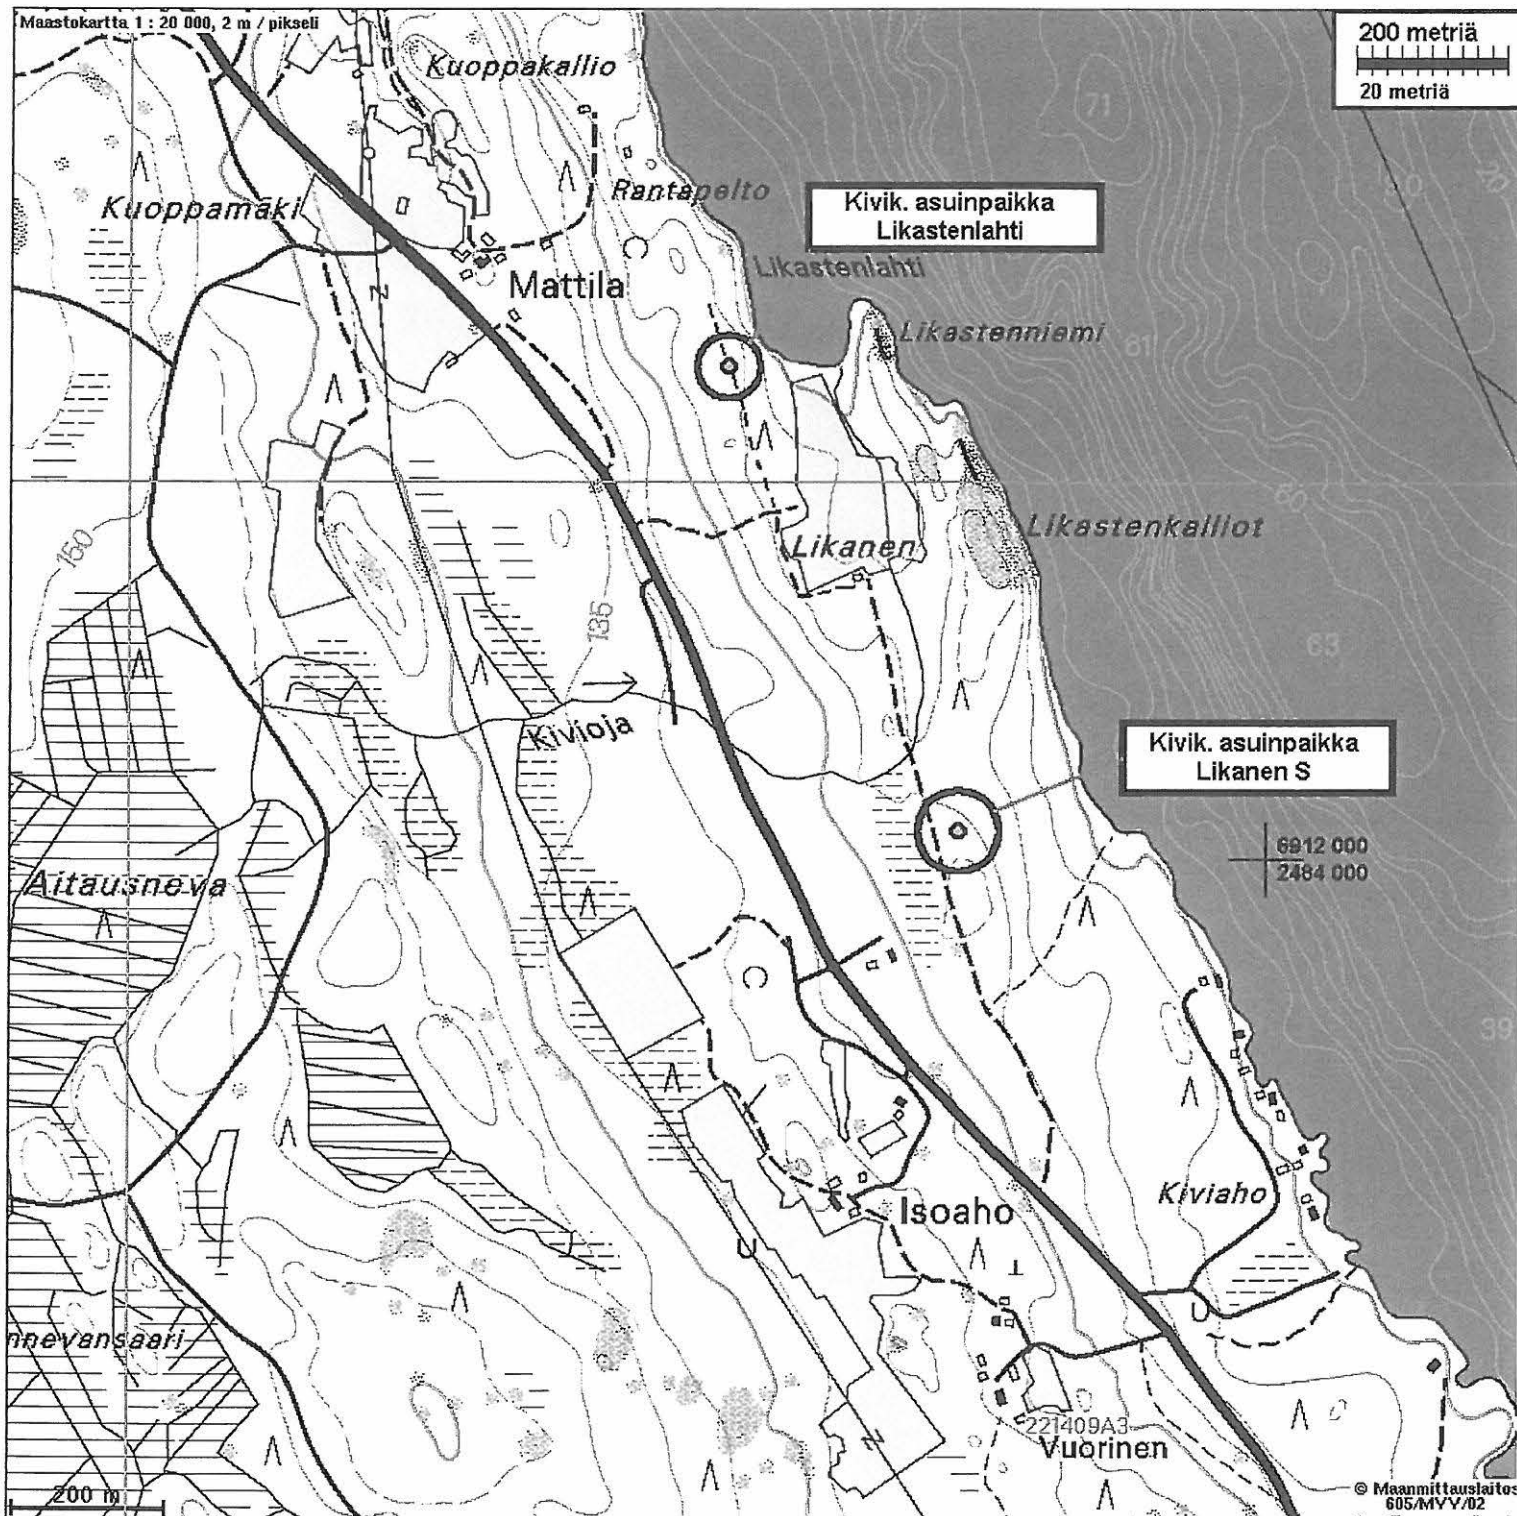 Maastokartta 1 : 20 000, 2 m / pikseli
200 metriä
20 metriä
Kuoppakallio
71
Kuoppamäki
Rantapelto
Kivik. asuinpaikka
Likastenlahti
Likastenlahti
Mattila
Z
Likastenniemi
61
60
Likastenkalliot
Likanen
150
135
63
Kivioja
Kivik. asuinpaikka
Likanen S
6912 000
2484 000
Aitausneva
39
Kiviaho
Isoaho
nnevansaari
221409A3
Vuorinen
Z
200 m
© Maanmittauslaitos
605/MYY/02